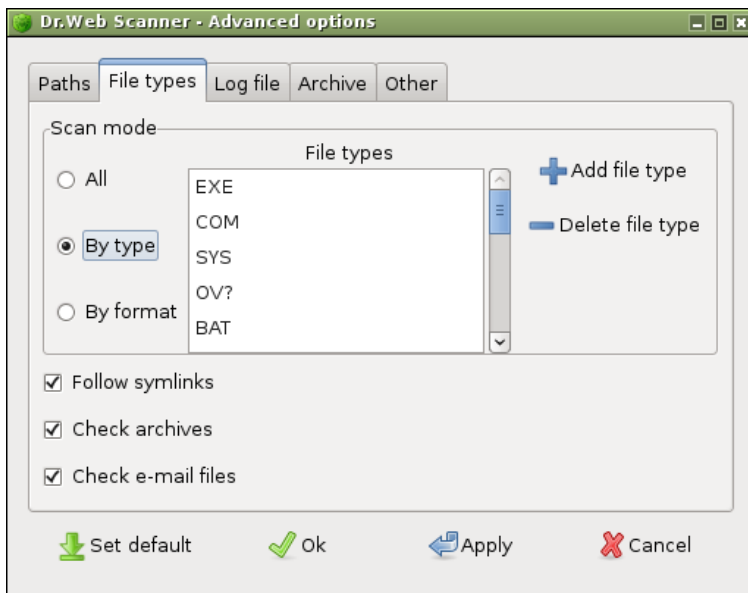 Dr.Web Scanner - Advanced options
Paths File types Log file Archive Other
Scan mode
File types
All
By type
By format
EXE
COM
SYS
OV?
BAT
Add file type
Delete file type
Follow symlinks
Check archives
Check e-mail files
Set default Ok Apply Cancel